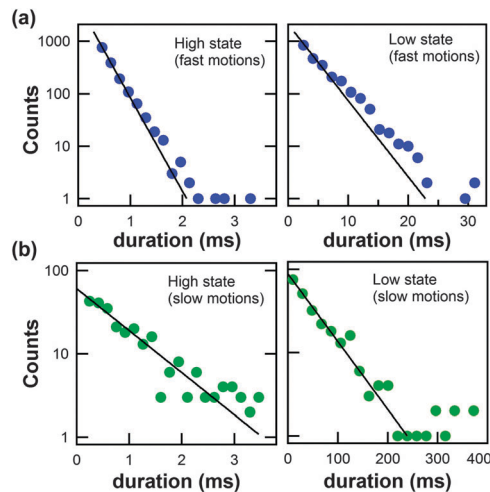 (a)
1000
100
10
1
Counts
High state
(fast motions)
0 1 2 3
duration (ms)
Low state
(fast motions)
0 10 20 30
duration (ms)
(b)
100
10
1
Counts
High state
(slow motions)
0 1 2 3
duration (ms)
Low state
(slow motions)
0 100 200 300 400
duration (ms)